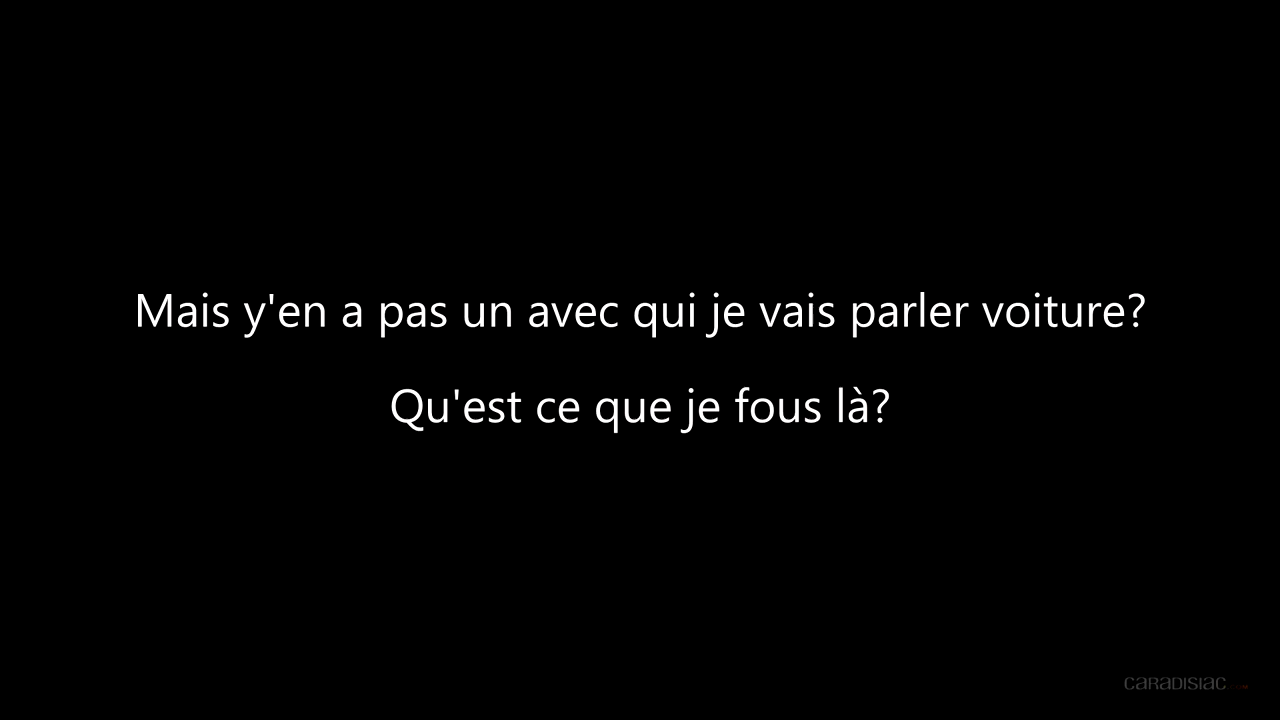 Mais y'en a pas un avec qui je vais parler voiture?
Qu'est ce que je fous là?
CARADISIAC